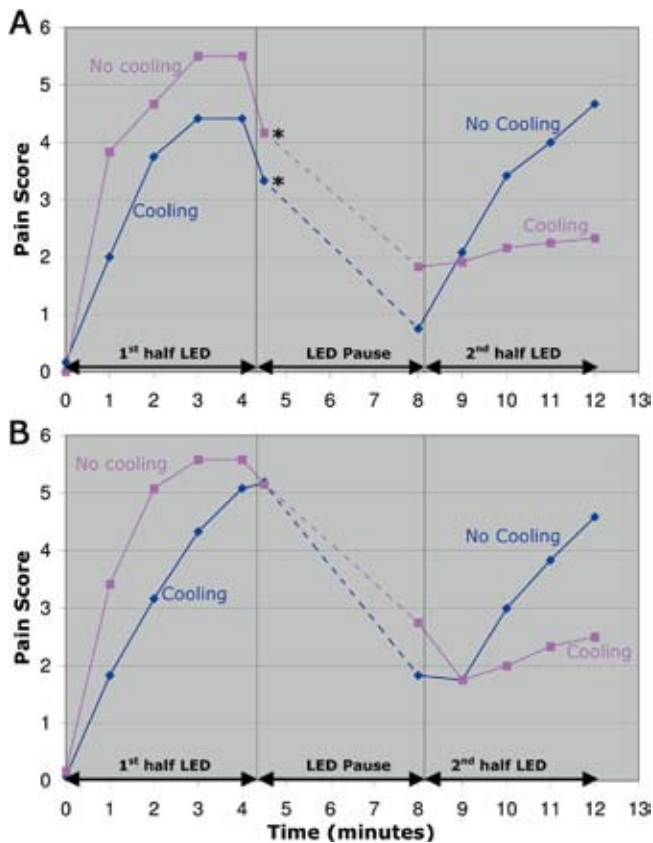 A
6
No cooling
5
No Cooling
4
*
*
Pain Score
3
Cooling
Cooling
2
1
1st half LED
LED Pause
2nd half LED
0
0 1 2 3 4 5 6 7 8 9 10 11 12 13
B
6
No cooling
5
No Cooling
4
Pain Score
Cooling
3
Cooling
2
1
1st half LED
LED Pause
2nd half LED
0
0 1 2 3 4 5 6 7 8 9 10 11 12 13
Time (minutes)